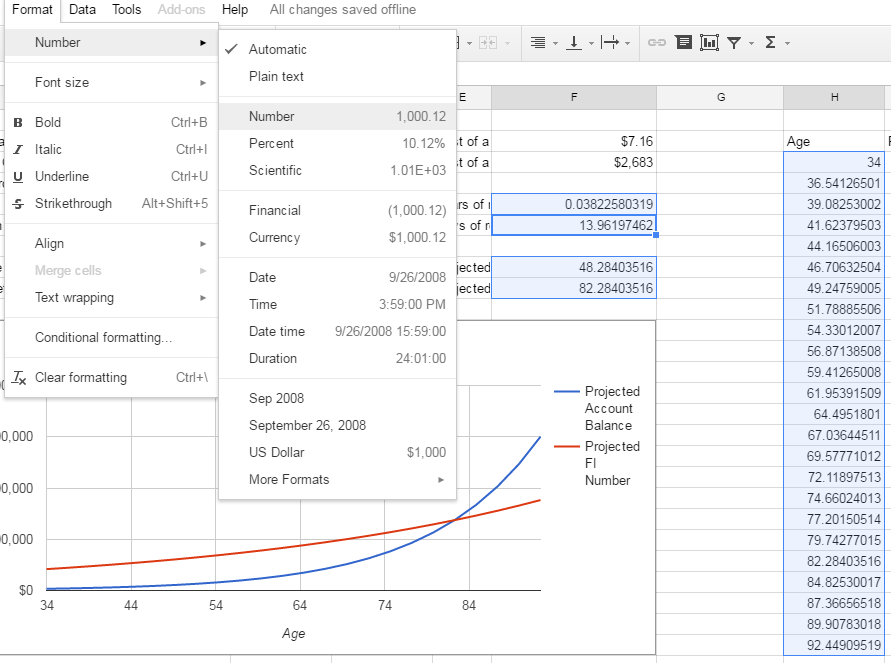 Format Data Tools Add-ons Help All changes saved offline
Number
Font size
B Bold Ctrl+B
I Italic Ctrl+I
U Underline Ctrl+U
S Strikethrough Alt+Shift+5
Align
Merge cells
Text wrapping
Conditional formatting...
Clear formatting Ctrl+\
Automatic
Plain text
Number 1,000.12
Percent 10.12%
Scientific 1.01E+03
Financial (1,000.12)
Currency $1,000.12
Date 9/26/2008
Time 3:59:00 PM
Date time 9/26/2008 15:59:00
Duration 24:01:00
Sep 2008
September 26, 2008
US Dollar $1,000
More Formats
E F G H
st of a $7.16 Age
st of a $2,683 34
36.54126501
0.03822580319 39.08253002
13.96197462 41.62379503
44.16506003
jected 48.28403516 46.70632504
jected 82.28403516 49.24759005
51.78885506
54.33012007
56.87138508
59.41265008
61.95391509
64.4951801
67.03644511
69.57771012
72.11897513
74.66024013
77.20150514
79.74277015
82.28403516
84.82530017
87.36656518
89.90783018
92.44909519
Projected
Account
Balance
Projected
FI
Number
0,000
0,000
0,000
$0
34 44 54 64 74 84
Age